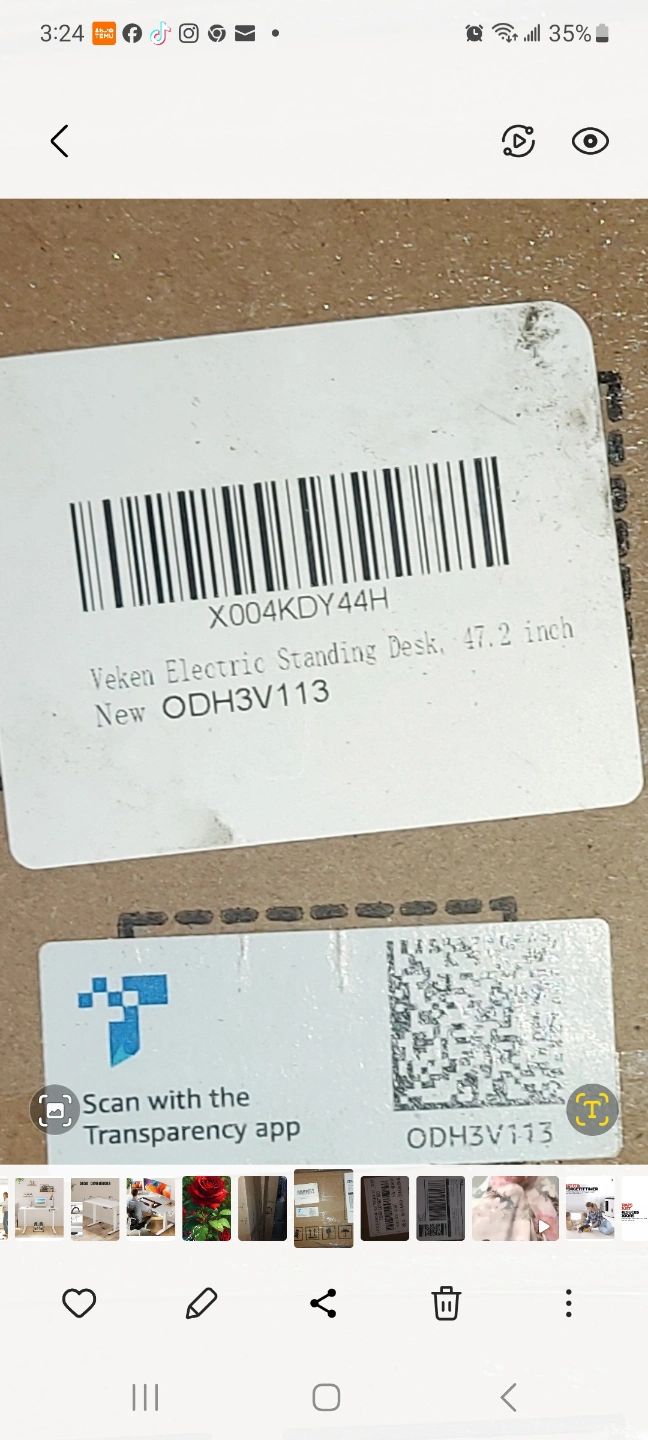 3:24
35%
X004KDY44H
Veken Electric Standing Desk, 47.2 inch
New ODH3V113
Scan with the
Transparency app
ODH3V113
T